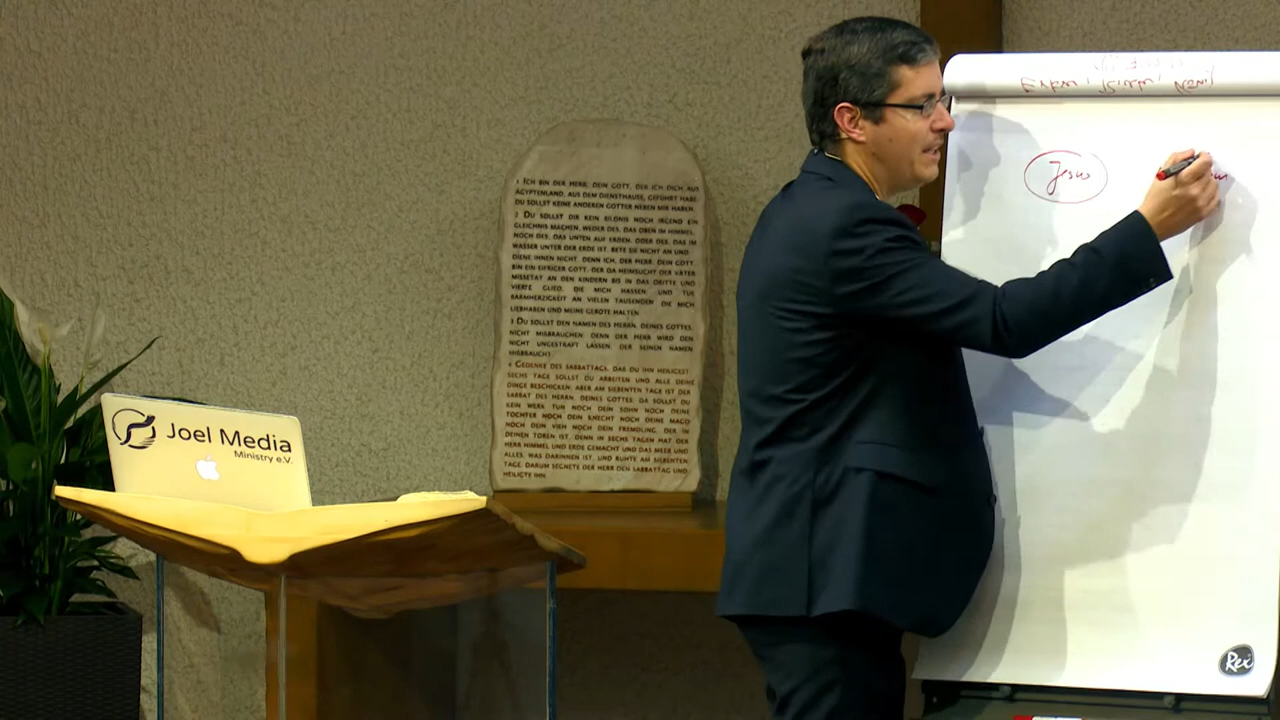 1 ICH BIN DER HERR, DEIN GOTT, DER ICH DICH AUS
ÄGYPTENLAND, AUS DEM DIENSTHAUSE, GEFÜHRT HABE.
DU SOLLST KEINE ANDEREN GÖTTER NEBEN MIR HABEN.
2 DU SOLLST DIR KEIN BILDNIS NOCH IRGEND EIN
GLEICHNIS MACHEN, WEDER DES, DAS OBEN IM HIMMEL,
NOCH DES, DAS UNTEN AUF ERDEN, ODER DES, DAS IM
WASSER UNTER DER ERDE IST. BETE SIE NICHT AN UND
DIENE IHNEN NICHT. DENN ICH, DER HERR, DEIN GOTT,
BIN EIN EIFRIGER GOTT, DER DA HEIMSUCHT DER VÄTER
MISSETAT AN DEN KINDERN BIS IN DAS DRITTE UND
VIERTE GLIED, DIE MICH HASSEN; UND TUE
BARMHERZIGKEIT AN VIELEN TAUSENDEN, DIE MICH
LIEBHABEN UND MEINE GEBOTE HALTEN.
3 DU SOLLST DEN NAMEN DES HERRN, DEINES GOTTES,
NICHT MIßBRAUCHEN; DENN DER HERR WIRD DEN
NICHT UNGESTRAFT LASSEN, DER SEINEN NAMEN
MIßBRAUCHT.
4 GEDENKE DES SABBATTAGS, DAß DU IHN HEILIGEST.
SECHS TAGE SOLLST DU ARBEITEN UND ALLE DEINE
DINGE BESCHICKEN; ABER AM SIEBENTEN TAGE IST DER
SABBAT DES HERRN, DEINES GOTTES; DA SOLLST DU
KEIN WERK TUN NOCH DEIN SOHN NOCH DEINE
TOCHTER NOCH DEIN KNECHT NOCH DEINE MAGD
NOCH DEIN VIEH NOCH DEIN FREMDLING, DER IN
DEINEN TOREN IST. DENN IN SECHS TAGEN HAT DER
HERR HIMMEL UND ERDE GEMACHT UND DAS MEER UND
ALLES, WAS DARINNEN IST, UND RUHTE AM SIEBENTEN
TAGE. DARUM SEGNETE DER HERR DEN SABBATTAG UND
HEILIGTE IHN.
Joel Media
Ministry e.V.
Jesus
Rei